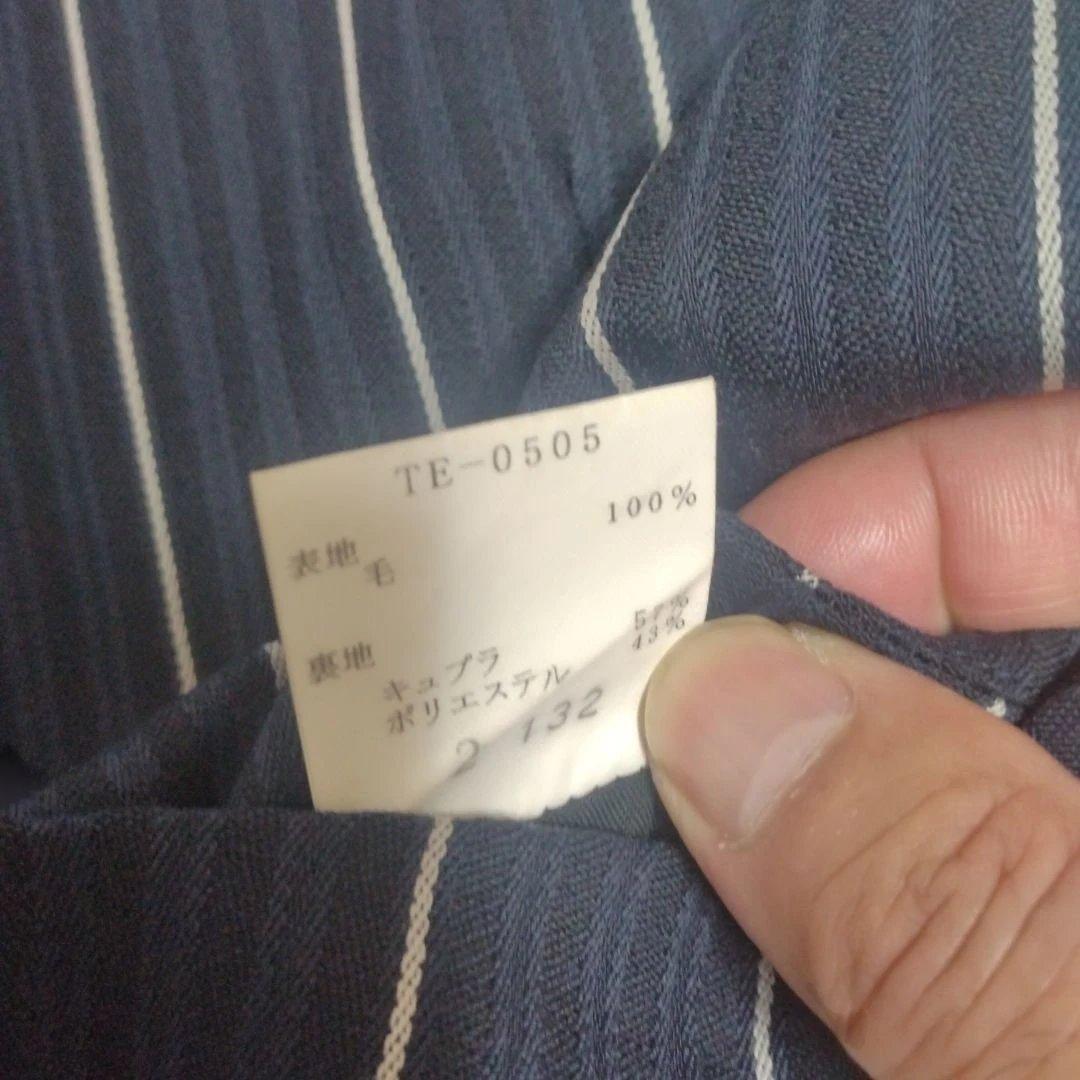 TE-0505
100%
表地
毛
裏地
キュプラ 57%
ポリエステル 43%
2 132